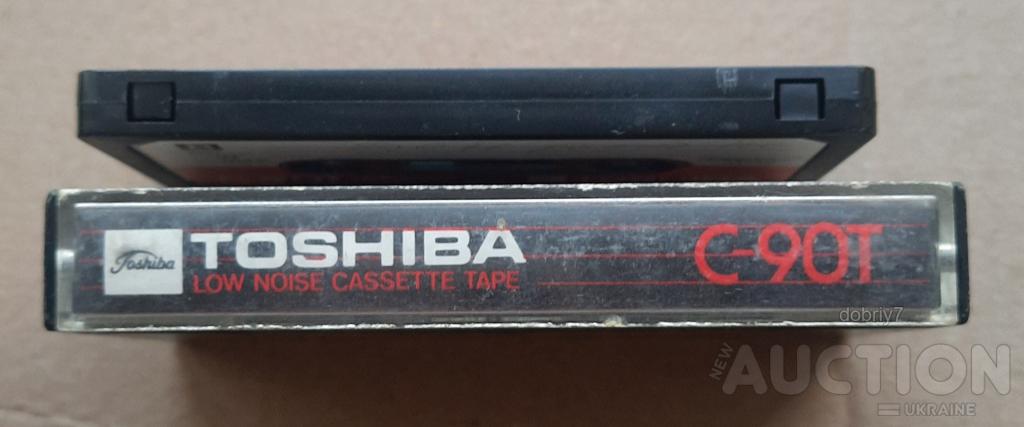 Toshiba
TOSHIBA
LOW NOISE CASSETTE TAPE
C-90T
dobriy7
NEW AUCTION
UKRAINE